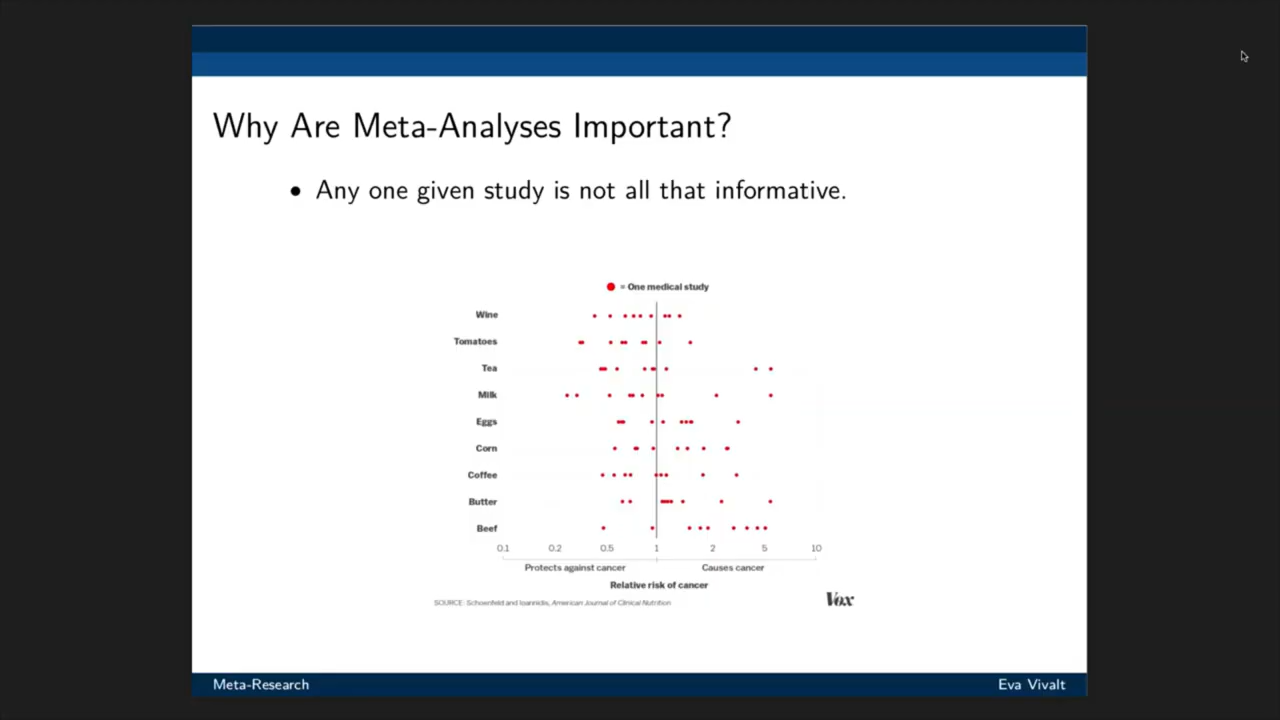 Why Are Meta-Analyses Important?
• Any one given study is not all that informative.
= One medical study
Wine
Tomatoes
Tea
Milk
Eggs
Corn
Coffee
Butter
Beef
0.1 0.2 0.5 1 2 5 10
Protects against cancer Causes cancer
Relative risk of cancer
SOURCE: Schoenfeld and Ioannidis, American Journal of Clinical Nutrition
Vox
Meta-Research Eva Vivalt